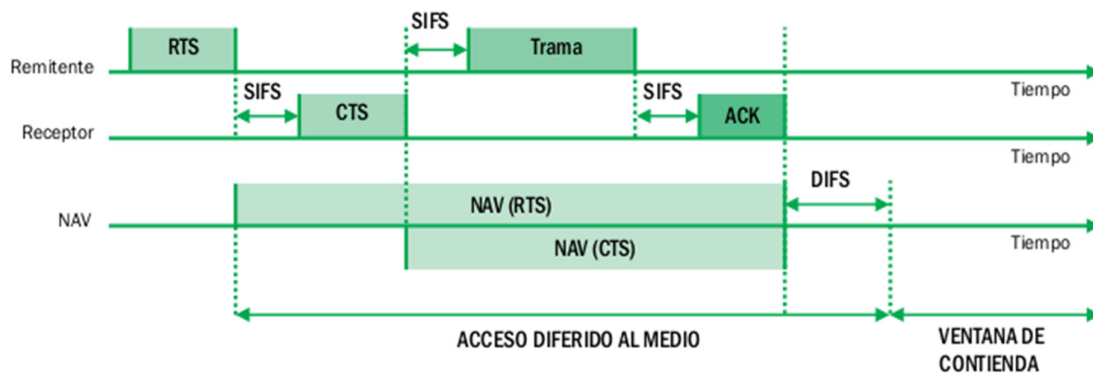 SIFS
RTS
Trama
Remitente
Tiempo
SIFS
CTS
SIFS
ACK
Receptor
Tiempo
DIFS
NAV (RTS)
NAV
Tiempo
NAV (CTS)
ACCESO DIFERIDO AL MEDIO
VENTANA DE
CONTIENDA